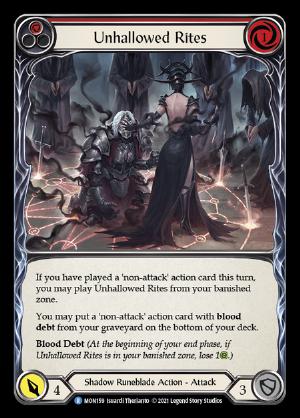 Unhallowed Rites
1
If you have played a 'non-attack' action card this turn,
you may play Unhallowed Rites from your banished
zone.
You may put a 'non-attack' action card with blood
debt from your graveyard on the bottom of your deck.
Blood Debt (At the beginning of your end phase, if
Unhallowed Rites is in your banished zone, lose 1.)
4
Shadow Runeblade Action - Attack
3
R MON159 Isuardi Therianto © 2021 Legend Story Studios